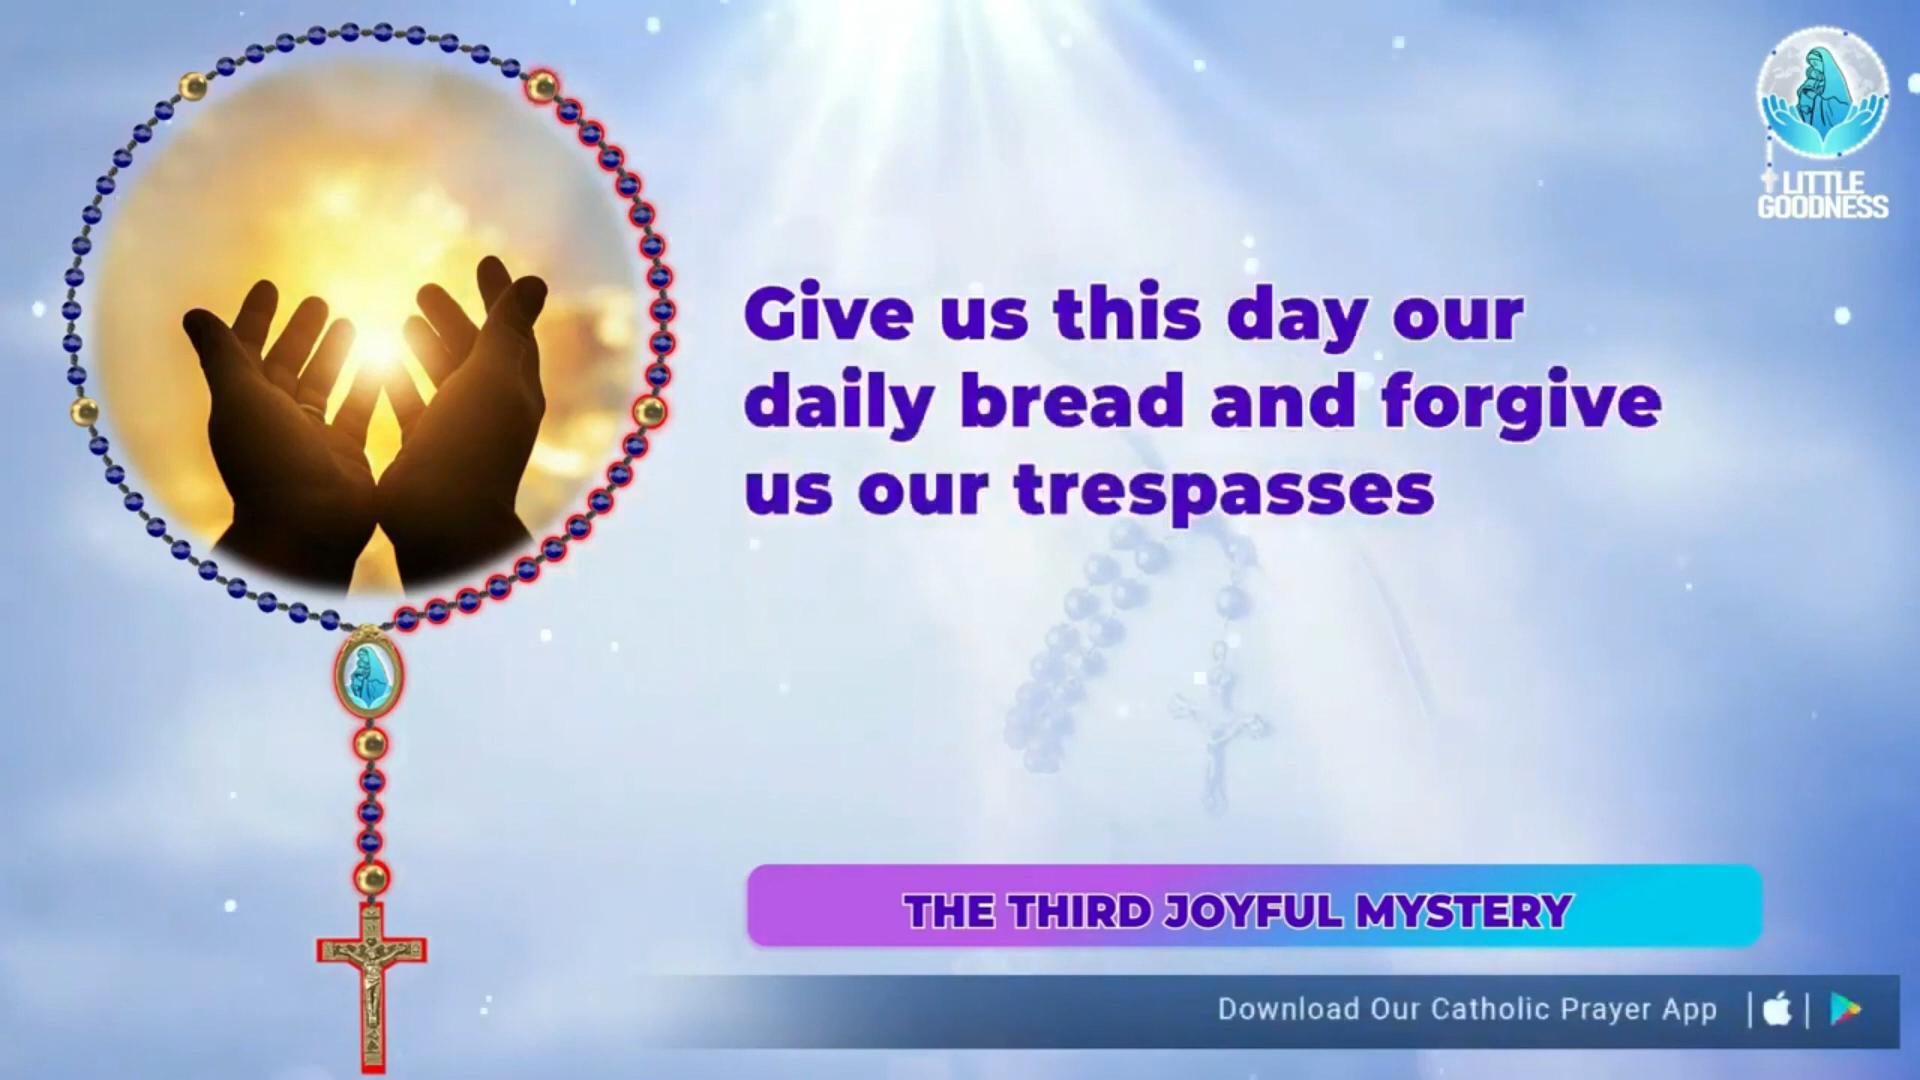 LITTLE
GOODNESS
Give us this day our
daily bread and forgive
us our trespasses
THE THIRD JOYFUL MYSTERY
Download Our Catholic Prayer App